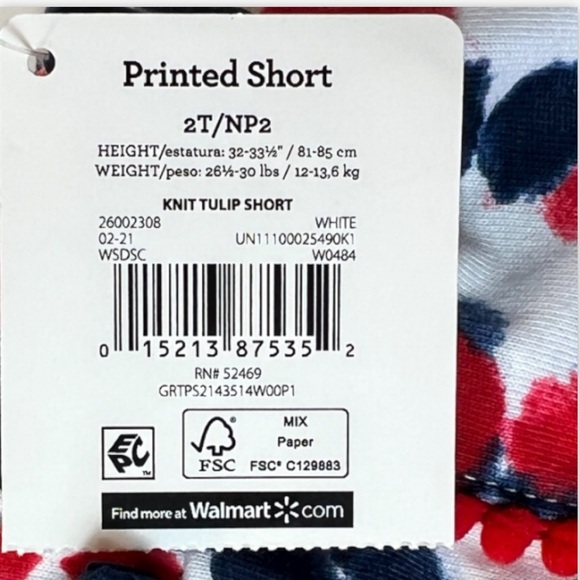 Printed Short
2T/NP2
HEIGHT/estatura: 32-33½" / 81-85 cm
WEIGHT/peso: 26½-30 lbs / 12-13,6 kg
KNIT TULIP SHORT
26002308 WHITE
02-21 UN11100025490K1
WSDSC W0484
0 15213 87535 2
RN# 52469
GRTPS2143514W00P1
EPC™
FSC®
MIX
Paper
FSC® C129883
Find more at Walmart.com